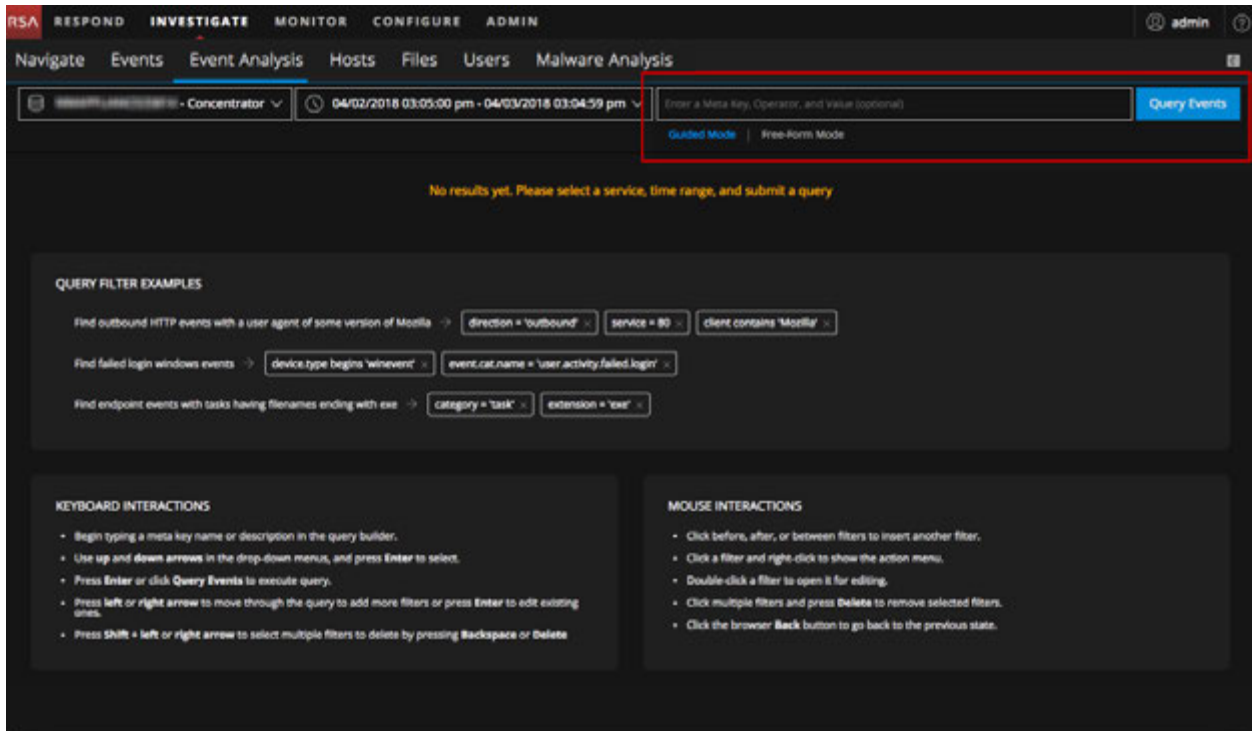 RSA RESPOND INVESTIGATE MONITOR CONFIGURE ADMIN admin ?
Navigate Events Event Analysis Hosts Files Users Malware Analysis
- Concentrator 04/02/2018 03:05:00 pm - 04/03/2018 03:04:59 pm Enter a Meta Key, Operator, and Value (optional) Query Events
Guided Mode | Free-Form Mode
No results yet. Please select a service, time range, and submit a query
QUERY FILTER EXAMPLES
Find outbound HTTP events with a user agent of some version of Mozilla → direction = 'outbound' × service = 80 × client contains 'Mozilla' ×
Find failed login windows events → device.type begins 'winevent' × event.cat.name = 'user.activity.failed.login' ×
Find endpoint events with tasks having filenames ending with exe → category = 'task' × extension = 'exe' ×
KEYBOARD INTERACTIONS
• Begin typing a meta key name or description in the query builder.
• Use up and down arrows in the drop-down menus, and press Enter to select.
• Press Enter or click Query Events to execute query.
• Press left or right arrow to move through the query to add more filters or press Enter to edit existing
ones.
• Press Shift + left or right arrow to select multiple filters to delete by pressing Backspace or Delete
MOUSE INTERACTIONS
• Click before, after, or between filters to insert another filter.
• Click a filter and right-click to show the action menu.
• Double-click a filter to open it for editing.
• Click multiple filters and press Delete to remove selected filters.
• Click the browser Back button to go back to the previous state.